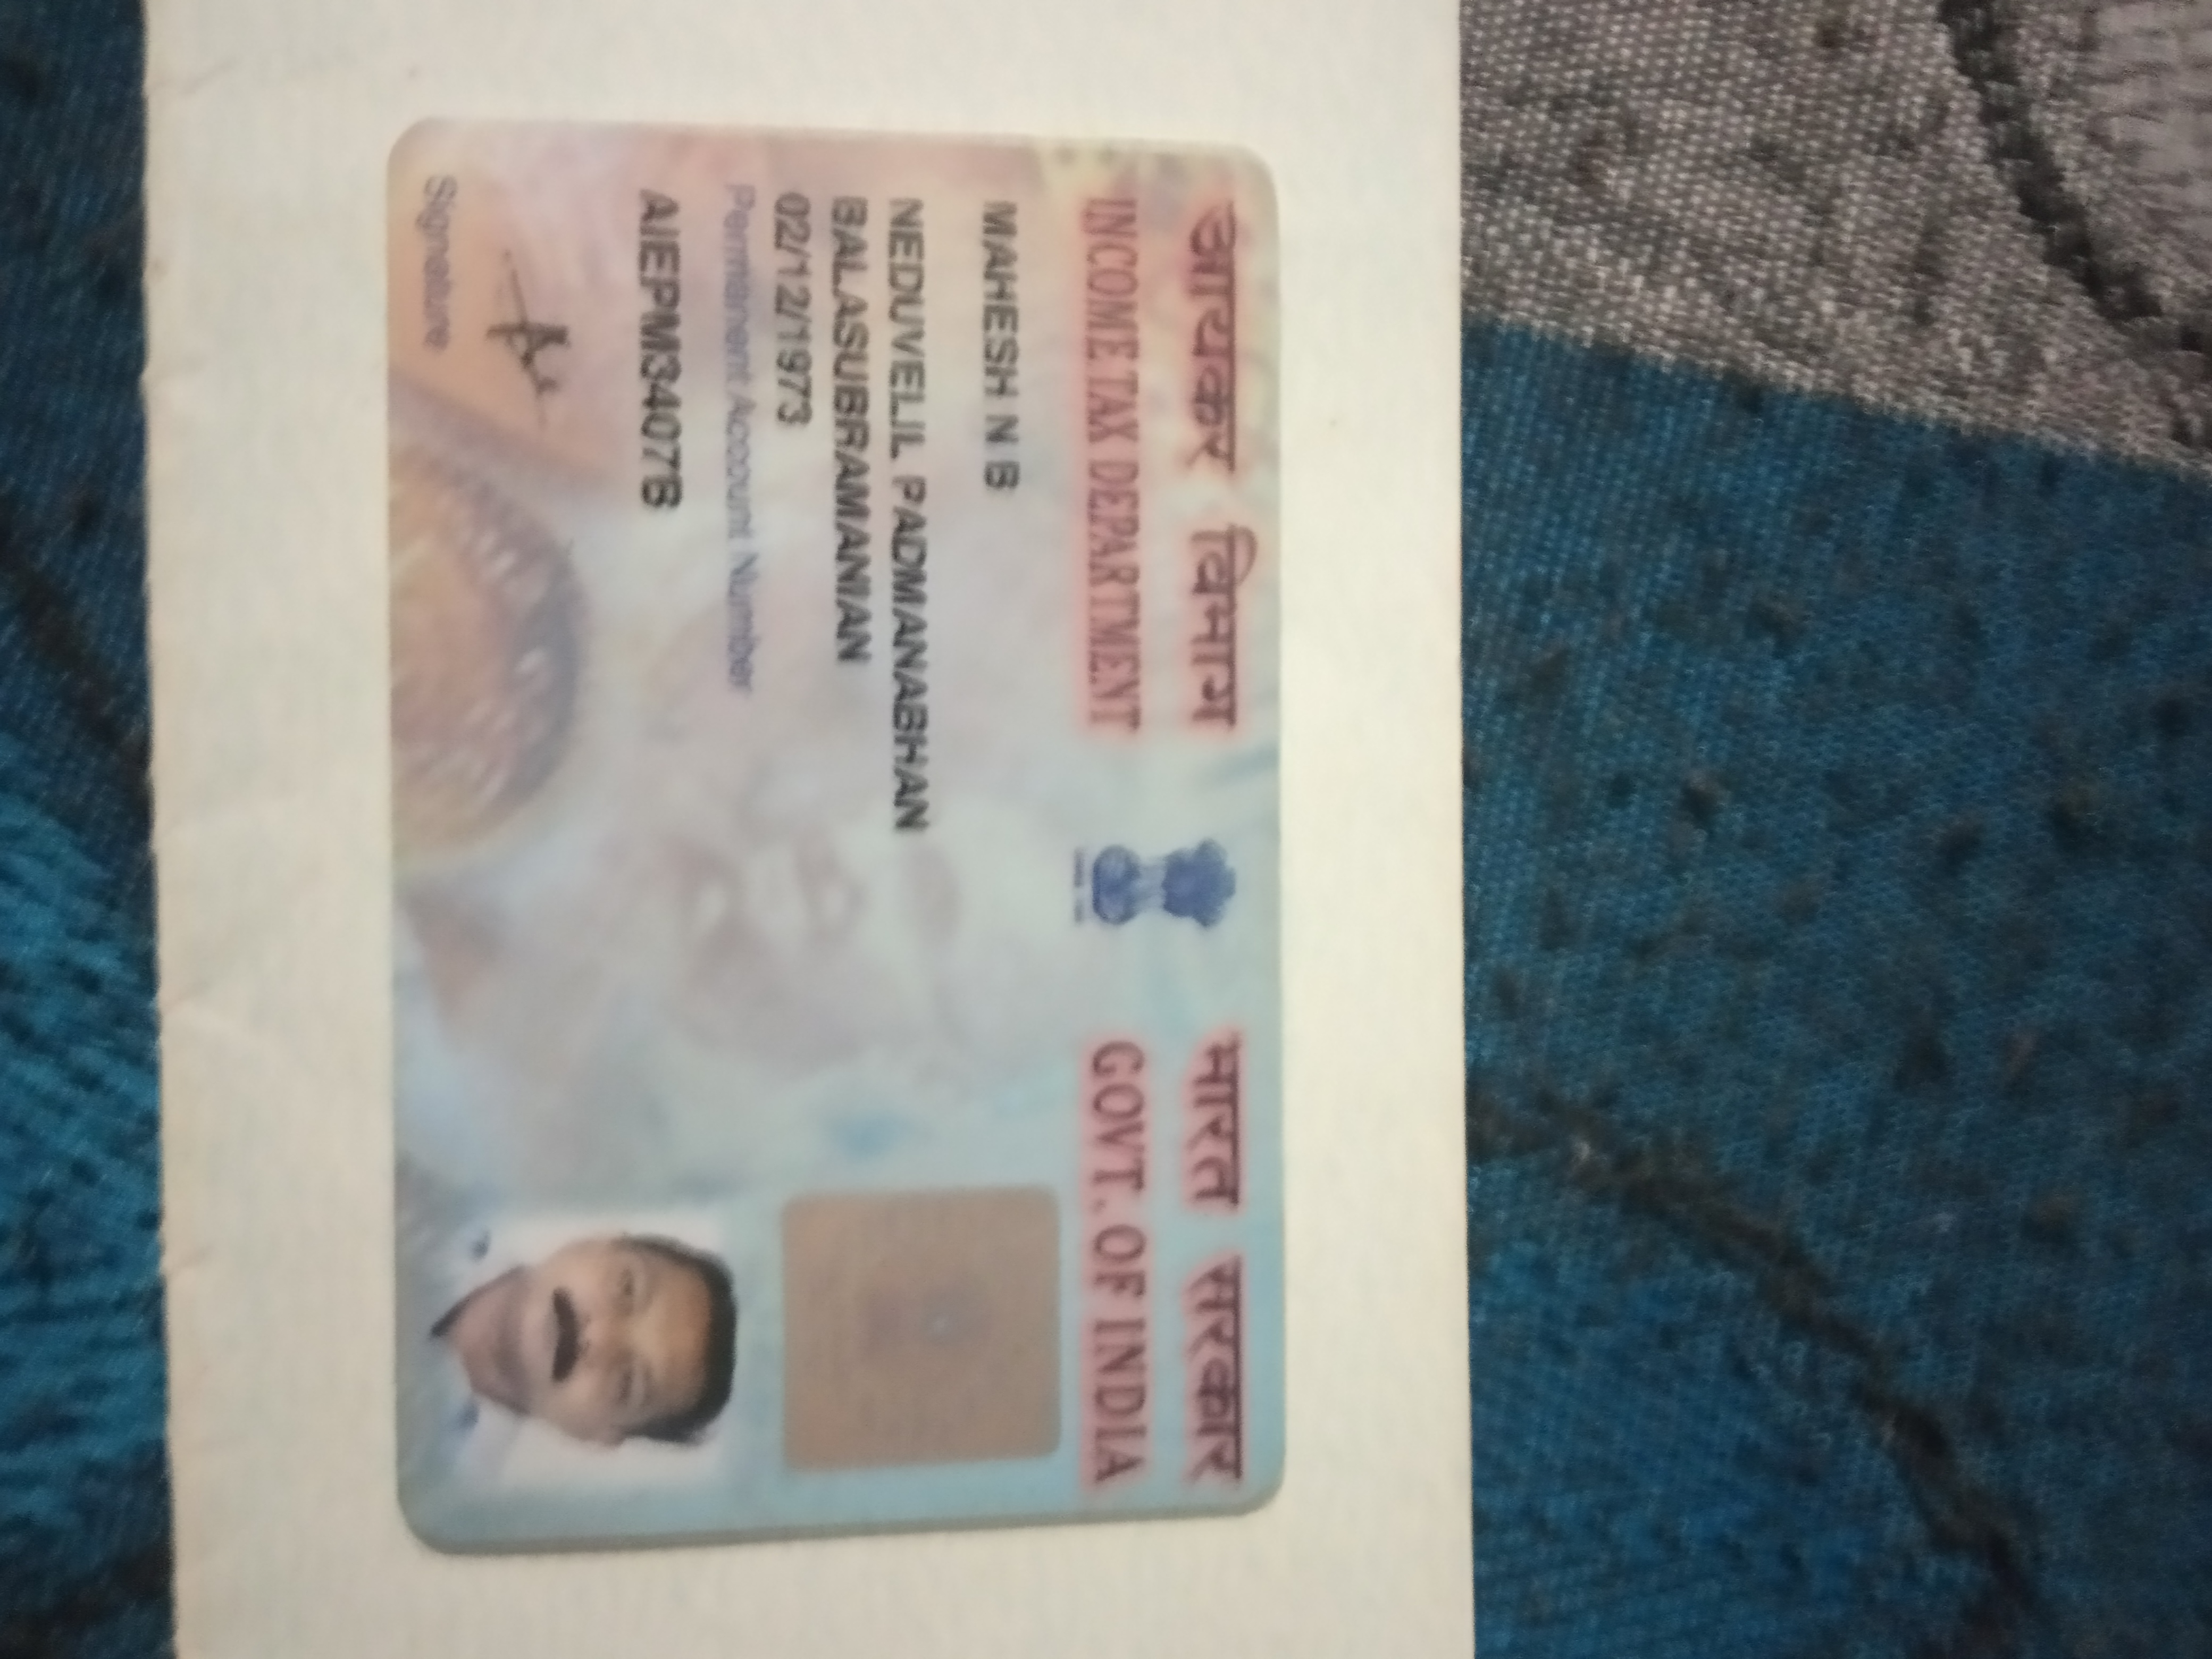 आयकर विभाग
INCOME TAX DEPARTMENT
भारत सरकार
GOVT. OF INDIA
MAHESH N B
NEDUVELIL PADMANABHAN
BALASUBRAMANIAN
02/12/1973
Permanent Account Number
AIEPM3407B
Signature